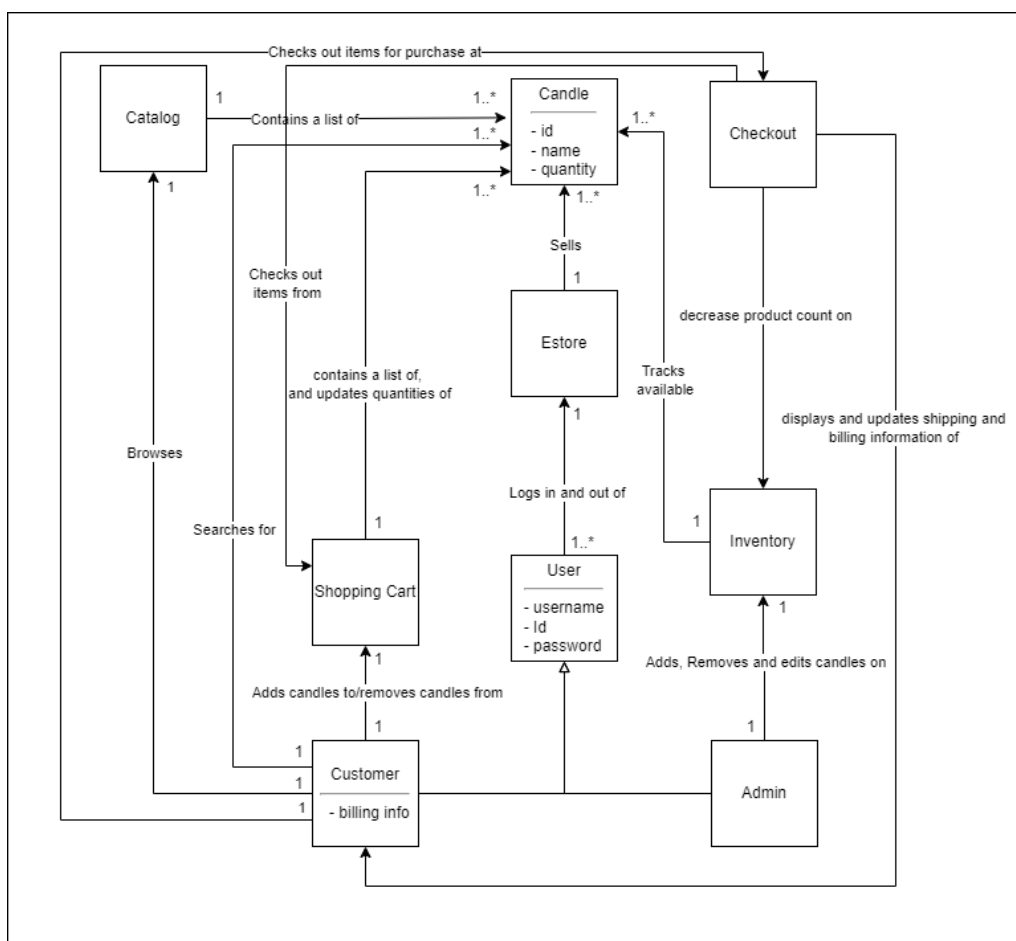 Checks out items for purchase at
Catalog
1
Contains a list of
1..*
1..*
1..*
1..*
1..*
Candle
- id
- name
- quantity
Checkout
1
Sells
1
Checks out
items from
Estore
decrease product count on
contains a list of,
and updates quantities of
Tracks
available
1
displays and updates shipping and
billing information of
Browses
Logs in and out of
Searches for
1
1
Inventory
1..*
Shopping Cart
User
- username
- Id
- password
1
1
Adds candles to/removes candles from
Adds, Removes and edits candles on
1
1
1
Customer
- billing info
1
1
Admin